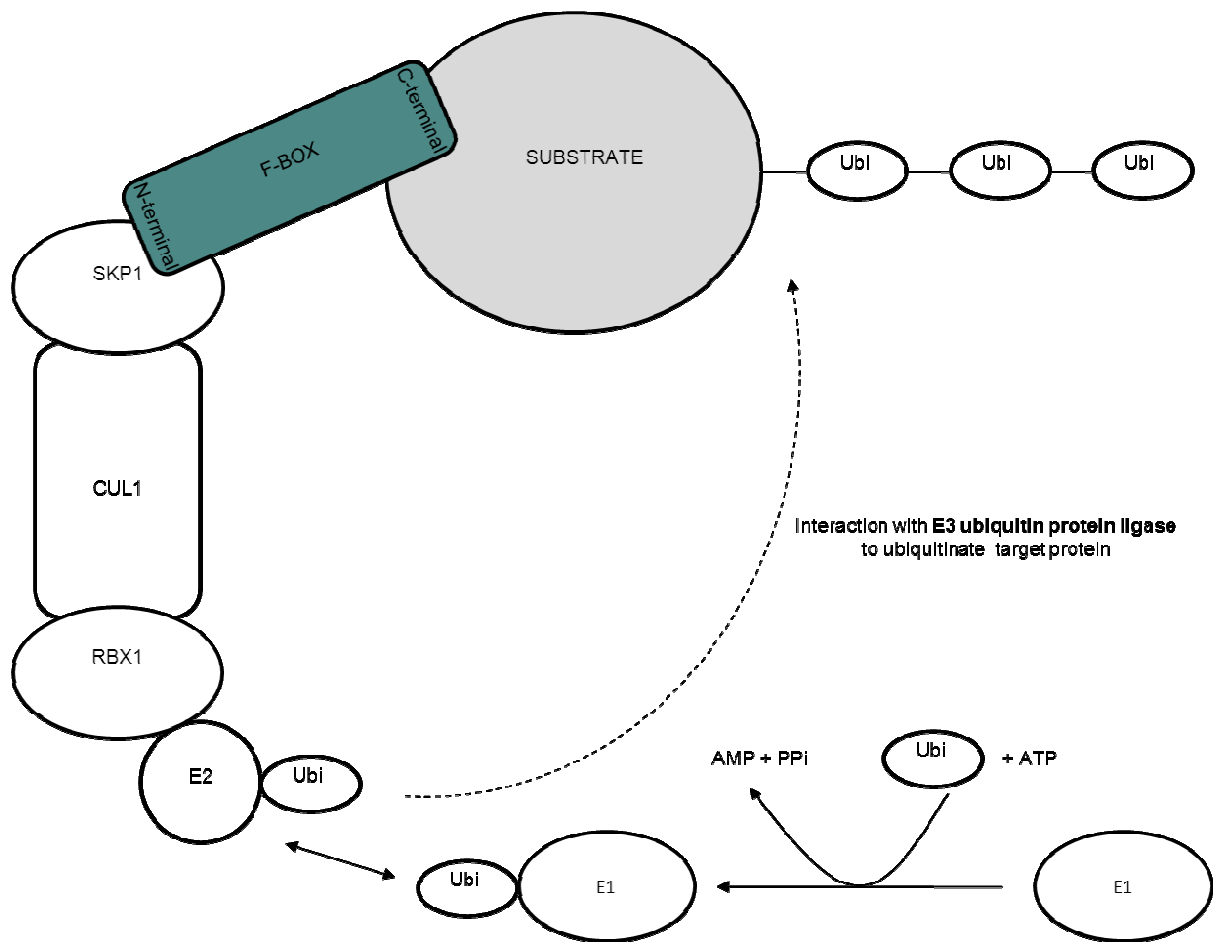 C-terminal
F-BOX
N-terminal
SUBSTRATE
Ubi
Ubi
Ubi
SKP1
CUL1
Interaction with E3 ubiquitin protein ligase
to ubiquitinate target protein
RBX1
E2
Ubi
AMP + PPi
Ubi
+ ATP
Ubi
E1
E1